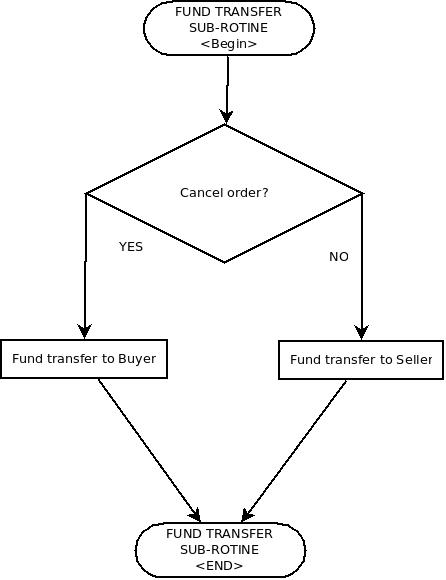 FUND TRANSFER
SUB-ROTINE
<Begin>
Cancel order?
YES
NO
Fund transfer to Buyer
Fund transfer to Seller
FUND TRANSFER
SUB-ROTINE
<END>